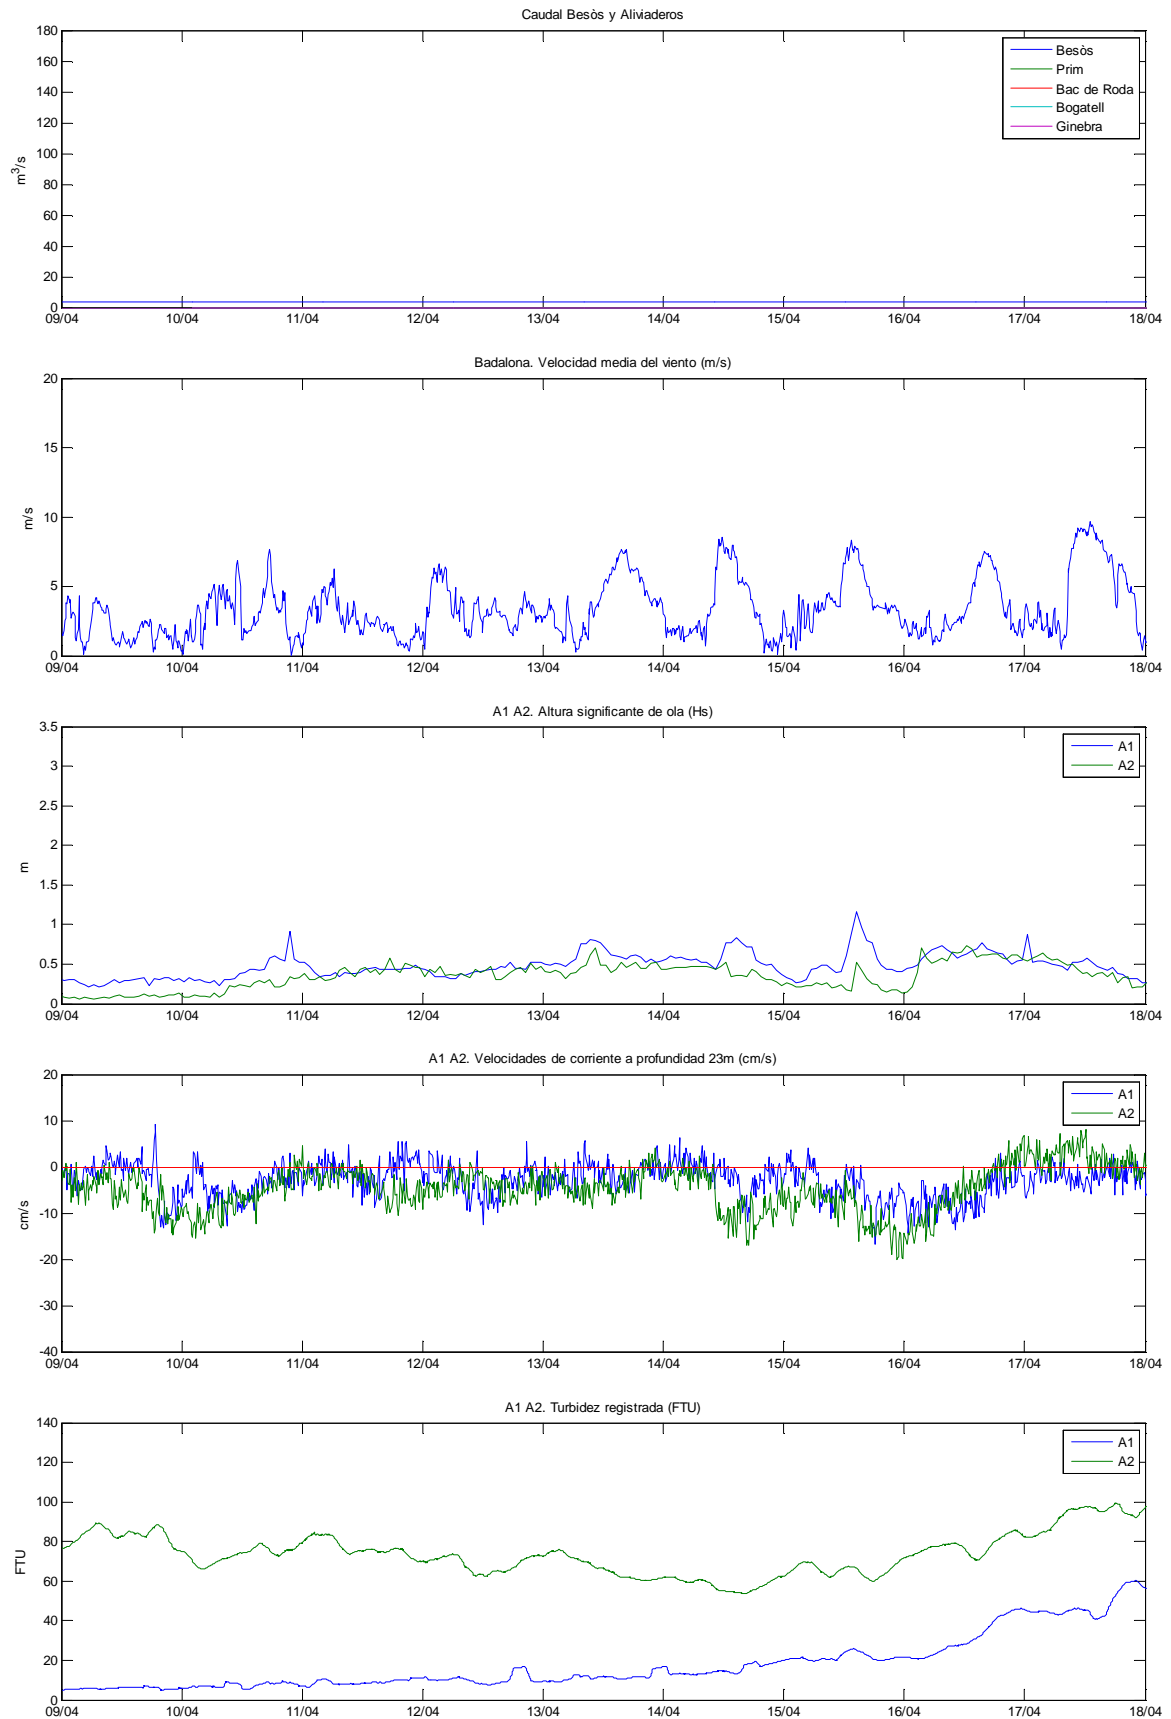 Caudal Besòs y Aliviaderos
180
160
140
120
100
80
60
40
20
0
m³/s
Besòs
Prim
Bac de Roda
Bogatell
Ginebra
09/04 10/04 11/04 12/04 13/04 14/04 15/04 16/04 17/04 18/04
Badalona. Velocidad media del viento (m/s)
20
15
10
5
0
m/s
09/04 10/04 11/04 12/04 13/04 14/04 15/04 16/04 17/04 18/04
A1 A2. Altura significante de ola (Hs)
3.5
3
2.5
2
1.5
1
0.5
0
m
A1
A2
09/04 10/04 11/04 12/04 13/04 14/04 15/04 16/04 17/04 18/04
A1 A2. Velocidades de corriente a profundidad 23m (cm/s)
20
10
0
-10
-20
-30
-40
cm/s
A1
A2
09/04 10/04 11/04 12/04 13/04 14/04 15/04 16/04 17/04 18/04
A1 A2. Turbidez registrada (FTU)
140
120
100
80
60
40
20
0
FTU
A1
A2
09/04 10/04 11/04 12/04 13/04 14/04 15/04 16/04 17/04 18/04